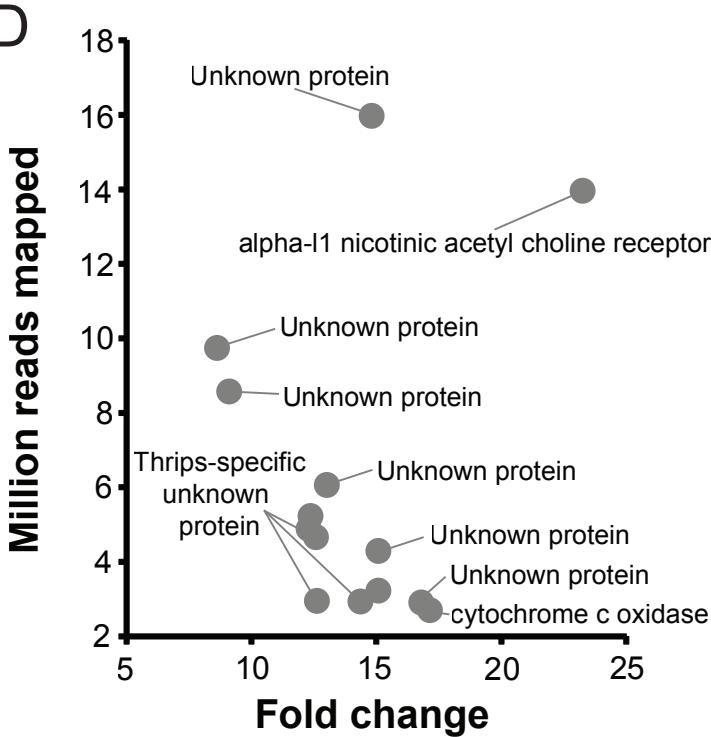 D
18
Unknown protein
16
14
alpha-l1 nicotinic acetyl choline receptor
12
10
Unknown protein
8
Unknown protein
Million reads mapped
Thrips-specific
unknown
protein
6
Unknown protein
Unknown protein
4
Unknown protein
cytochrome c oxidase
2
5
10
15
20
25
Fold change